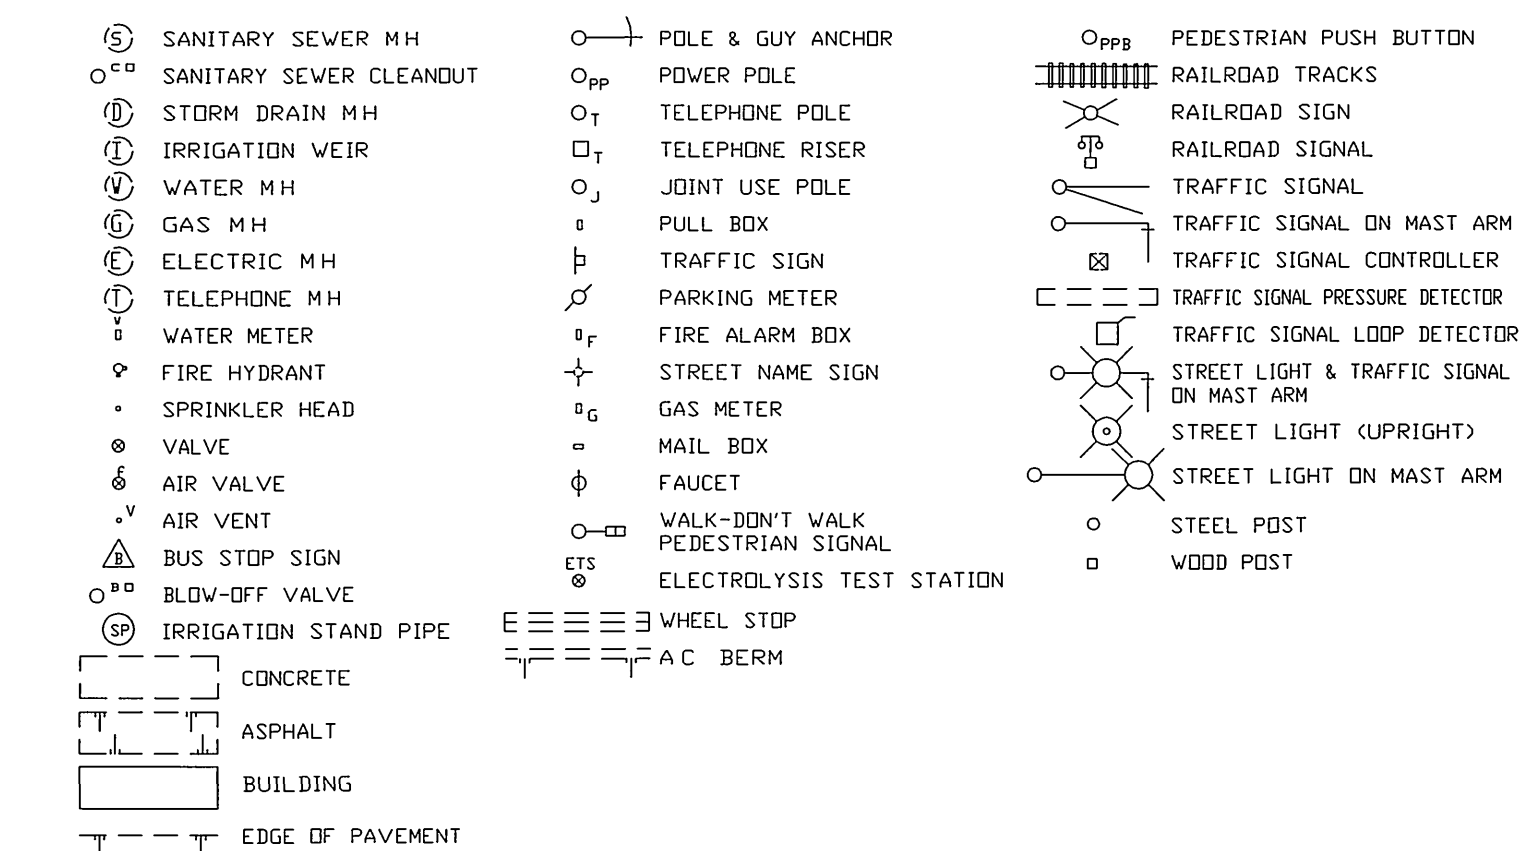 S SANITARY SEWER MH
CO SANITARY SEWER CLEANOUT
D STORM DRAIN MH
I IRRIGATION WEIR
W WATER MH
G GAS MH
E ELECTRIC MH
T TELEPHONE MH
V WATER METER
FIRE HYDRANT
SPRINKLER HEAD
VALVE
AIR VALVE
V AIR VENT
B BUS STOP SIGN
BO BLOW-OFF VALVE
SP IRRIGATION STAND PIPE
CONCRETE
ASPHALT
BUILDING
EDGE OF PAVEMENT
POLE & GUY ANCHOR
PP POWER POLE
T TELEPHONE POLE
T TELEPHONE RISER
J JOINT USE POLE
PULL BOX
TRAFFIC SIGN
PARKING METER
F FIRE ALARM BOX
STREET NAME SIGN
G GAS METER
MAIL BOX
FAUCET
WALK-DON'T WALK
PEDESTRIAN SIGNAL
ETS
ELECTROLYSIS TEST STATION
WHEEL STOP
AC BERM
PPB PEDESTRIAN PUSH BUTTON
RAILROAD TRACKS
RAILROAD SIGN
RAILROAD SIGNAL
TRAFFIC SIGNAL
TRAFFIC SIGNAL ON MAST ARM
TRAFFIC SIGNAL CONTROLLER
TRAFFIC SIGNAL PRESSURE DETECTOR
TRAFFIC SIGNAL LOOP DETECTOR
STREET LIGHT & TRAFFIC SIGNAL
ON MAST ARM
STREET LIGHT (UPRIGHT)
STREET LIGHT ON MAST ARM
STEEL POST
WOOD POST